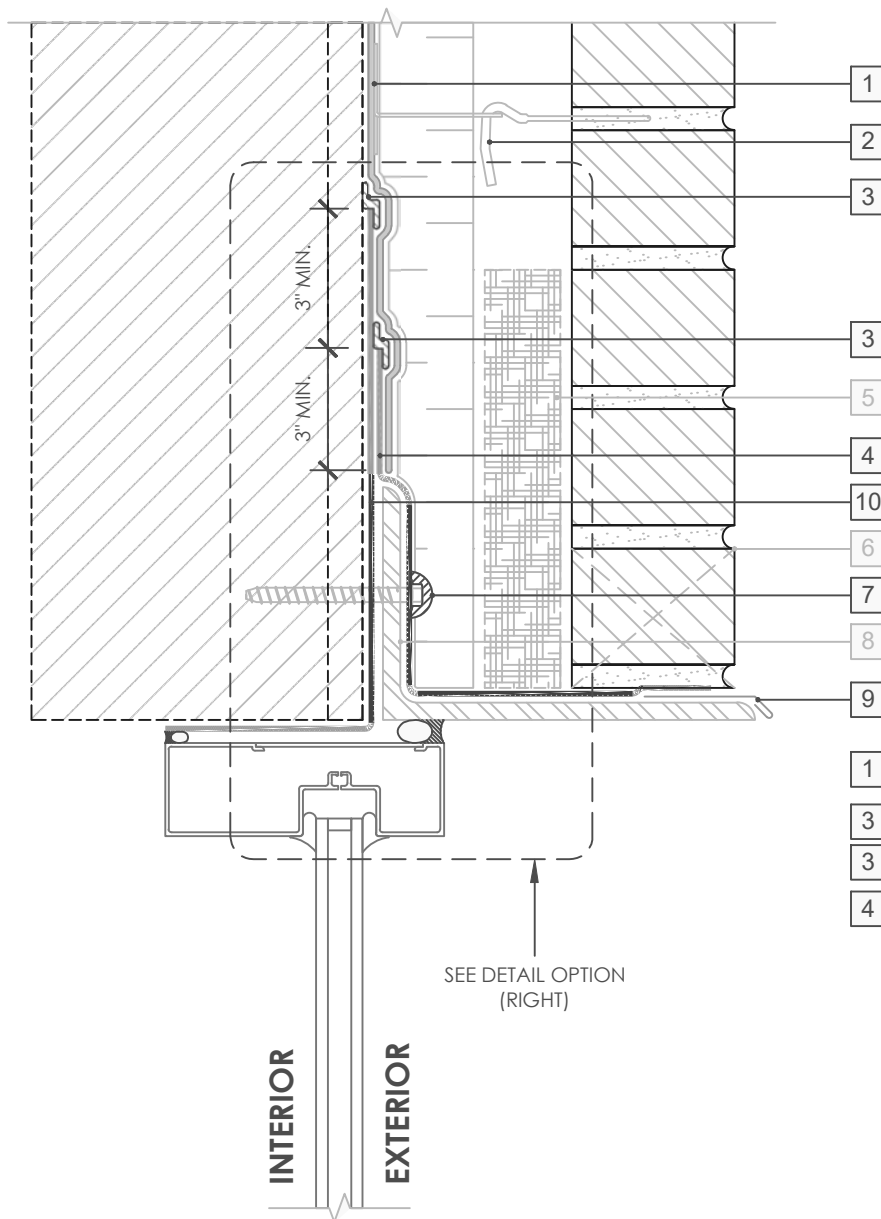 1
2
3
3" MIN.
3
3" MIN.
5
4
10
6
7
8
9
1
3
3
4
SEE DETAIL OPTION
(RIGHT)
INTERIOR
EXTERIOR